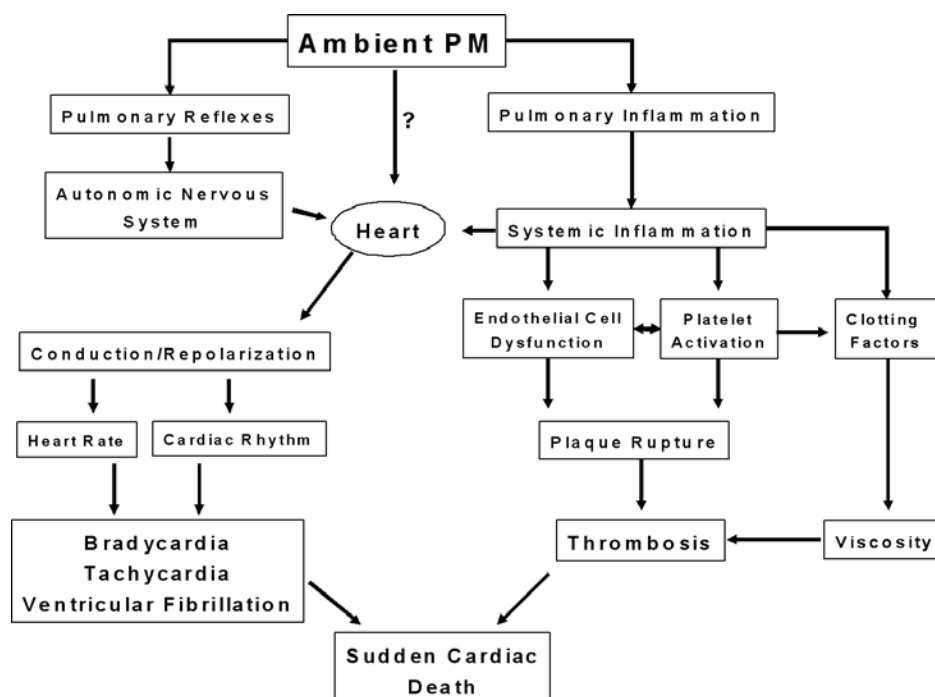 Ambient PM
Pulmonary Reflexes
Pulmonary Inflammation
?
Autonomic Nervous
System
Heart
Systemic Inflammation
Endothelial Cell
Dysfunction
Platelet
Activation
Clotting
Factors
Conduction/Repolarization
Heart Rate
Cardiac Rhythm
Plaque Rupture
Bradycardia
Tachycardia
Ventricular Fibrillation
Thrombosis
Viscosity
Sudden Cardiac
Death